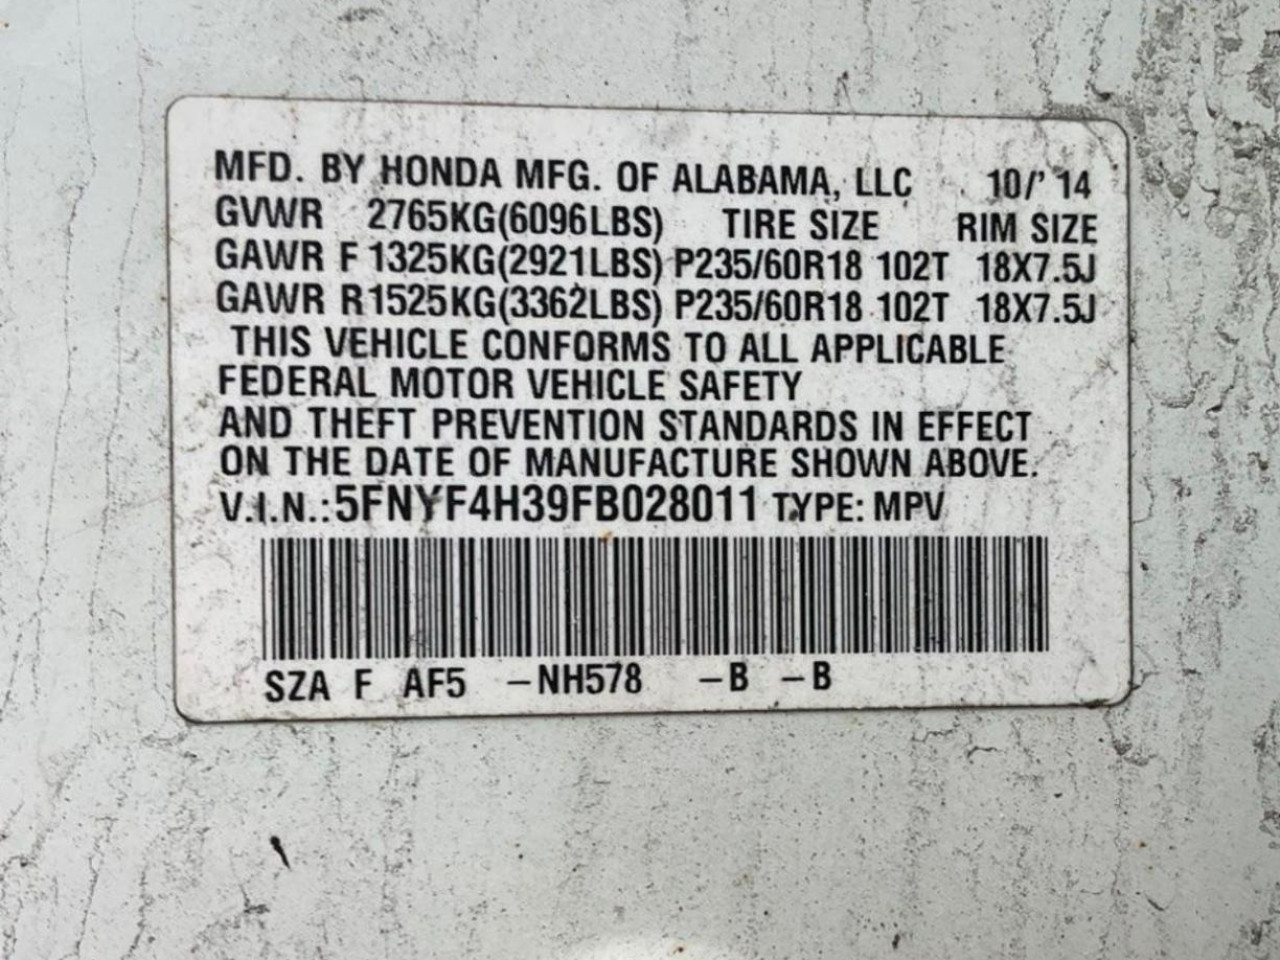 MFD. BY HONDA MFG. OF ALABAMA, LLC 10/'14
GVWR 2765KG(6096LBS) TIRE SIZE RIM SIZE
GAWR F 1325KG(2921LBS) P235/60R18 102T 18X7.5J
GAWR R1525KG(3362LBS) P235/60R18 102T 18X7.5J
THIS VEHICLE CONFORMS TO ALL APPLICABLE
FEDERAL MOTOR VEHICLE SAFETY
AND THEFT PREVENTION STANDARDS IN EFFECT
ON THE DATE OF MANUFACTURE SHOWN ABOVE.
V.I.N.:5FNYF4H39FB028011 TYPE: MPV
SZA F AF5 -NH578 -B -B